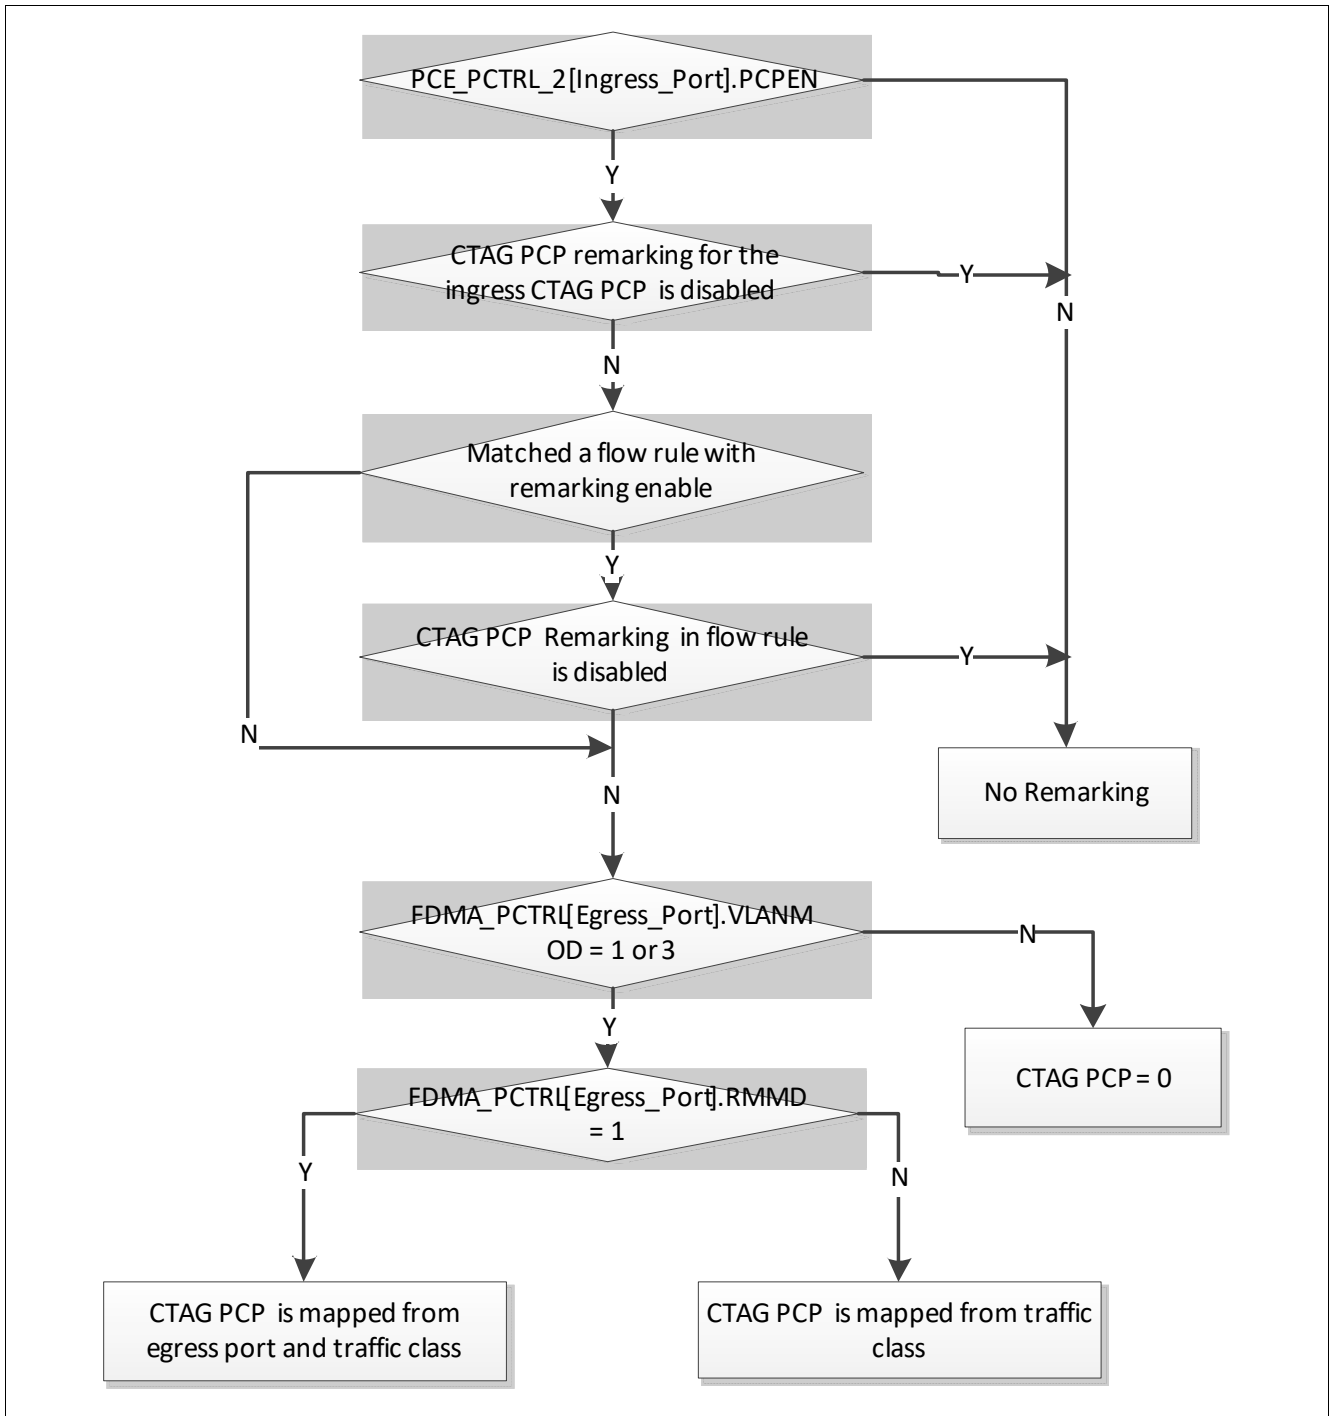 PCE_PCTRL_2[Ingress_Port].PCPEN
Y
CTAG PCP remarking for the
ingress CTAG PCP is disabled
Y
N
N
Matched a flow rule with
remarking enable
Y
CTAG PCP Remarking in flow rule
is disabled
Y
N
N
No Remarking
FDMA_PCTRL[Egress_Port].VLANM
OD = 1 or 3
N
Y
CTAG PCP = 0
FDMA_PCTRL[Egress_Port].RMMD
= 1
Y
N
CTAG PCP is mapped from
egress port and traffic class
CTAG PCP is mapped from traffic
class